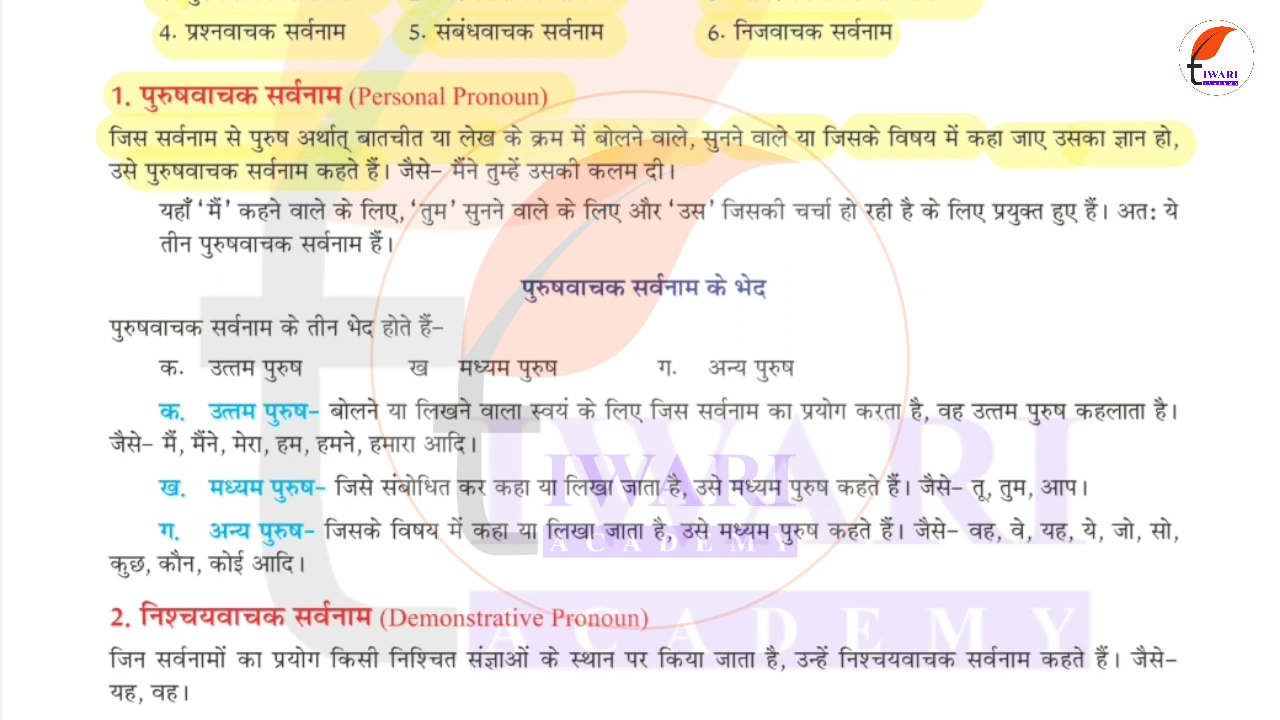 4. प्रश्नवाचक सर्वनाम 5. संबंधवाचक सर्वनाम 6. निजवाचक सर्वनाम
TIWARI
ACADEMY
1. पुरुषवाचक सर्वनाम (Personal Pronoun)
जिस सर्वनाम से पुरुष अर्थात् बातचीत या लेख के क्रम में बोलने वाले, सुनने वाले या जिसके विषय में कहा जाए उसका ज्ञान हो,
उसे पुरुषवाचक सर्वनाम कहते हैं। जैसे– मैंने तुम्हें उसकी कलम दी।
यहाँ ‘मैं’ कहने वाले के लिए, ‘तुम’ सुनने वाले के लिए और ‘उस’ जिसकी चर्चा हो रही है के लिए प्रयुक्त हुए हैं। अतः ये
तीन पुरुषवाचक सर्वनाम हैं।
पुरुषवाचक सर्वनाम के भेद
पुरुषवाचक सर्वनाम के तीन भेद होते हैं–
क. उत्तम पुरुष ख मध्यम पुरुष ग. अन्य पुरुष
क. उत्तम पुरुष– बोलने या लिखने वाला स्वयं के लिए जिस सर्वनाम का प्रयोग करता है, वह उत्तम पुरुष कहलाता है।
जैसे– मैं, मैंने, मेरा, हम, हमने, हमारा आदि।
ख. मध्यम पुरुष– जिसे संबोधित कर कहा या लिखा जाता है, उसे मध्यम पुरुष कहते हैं। जैसे– तू, तुम, आप।
ग. अन्य पुरुष– जिसके विषय में कहा या लिखा जाता है, उसे मध्यम पुरुष कहते हैं। जैसे– वह, वे, यह, ये, जो, सो,
कुछ, कौन, कोई आदि।
TIWARI
ACADEMY
TIWARI
ACADEMY
2. निश्चयवाचक सर्वनाम (Demonstrative Pronoun)
जिन सर्वनामों का प्रयोग किसी निश्चित संज्ञाओं के स्थान पर किया जाता है, उन्हें निश्चयवाचक सर्वनाम कहते हैं। जैसे–
यह, वह।